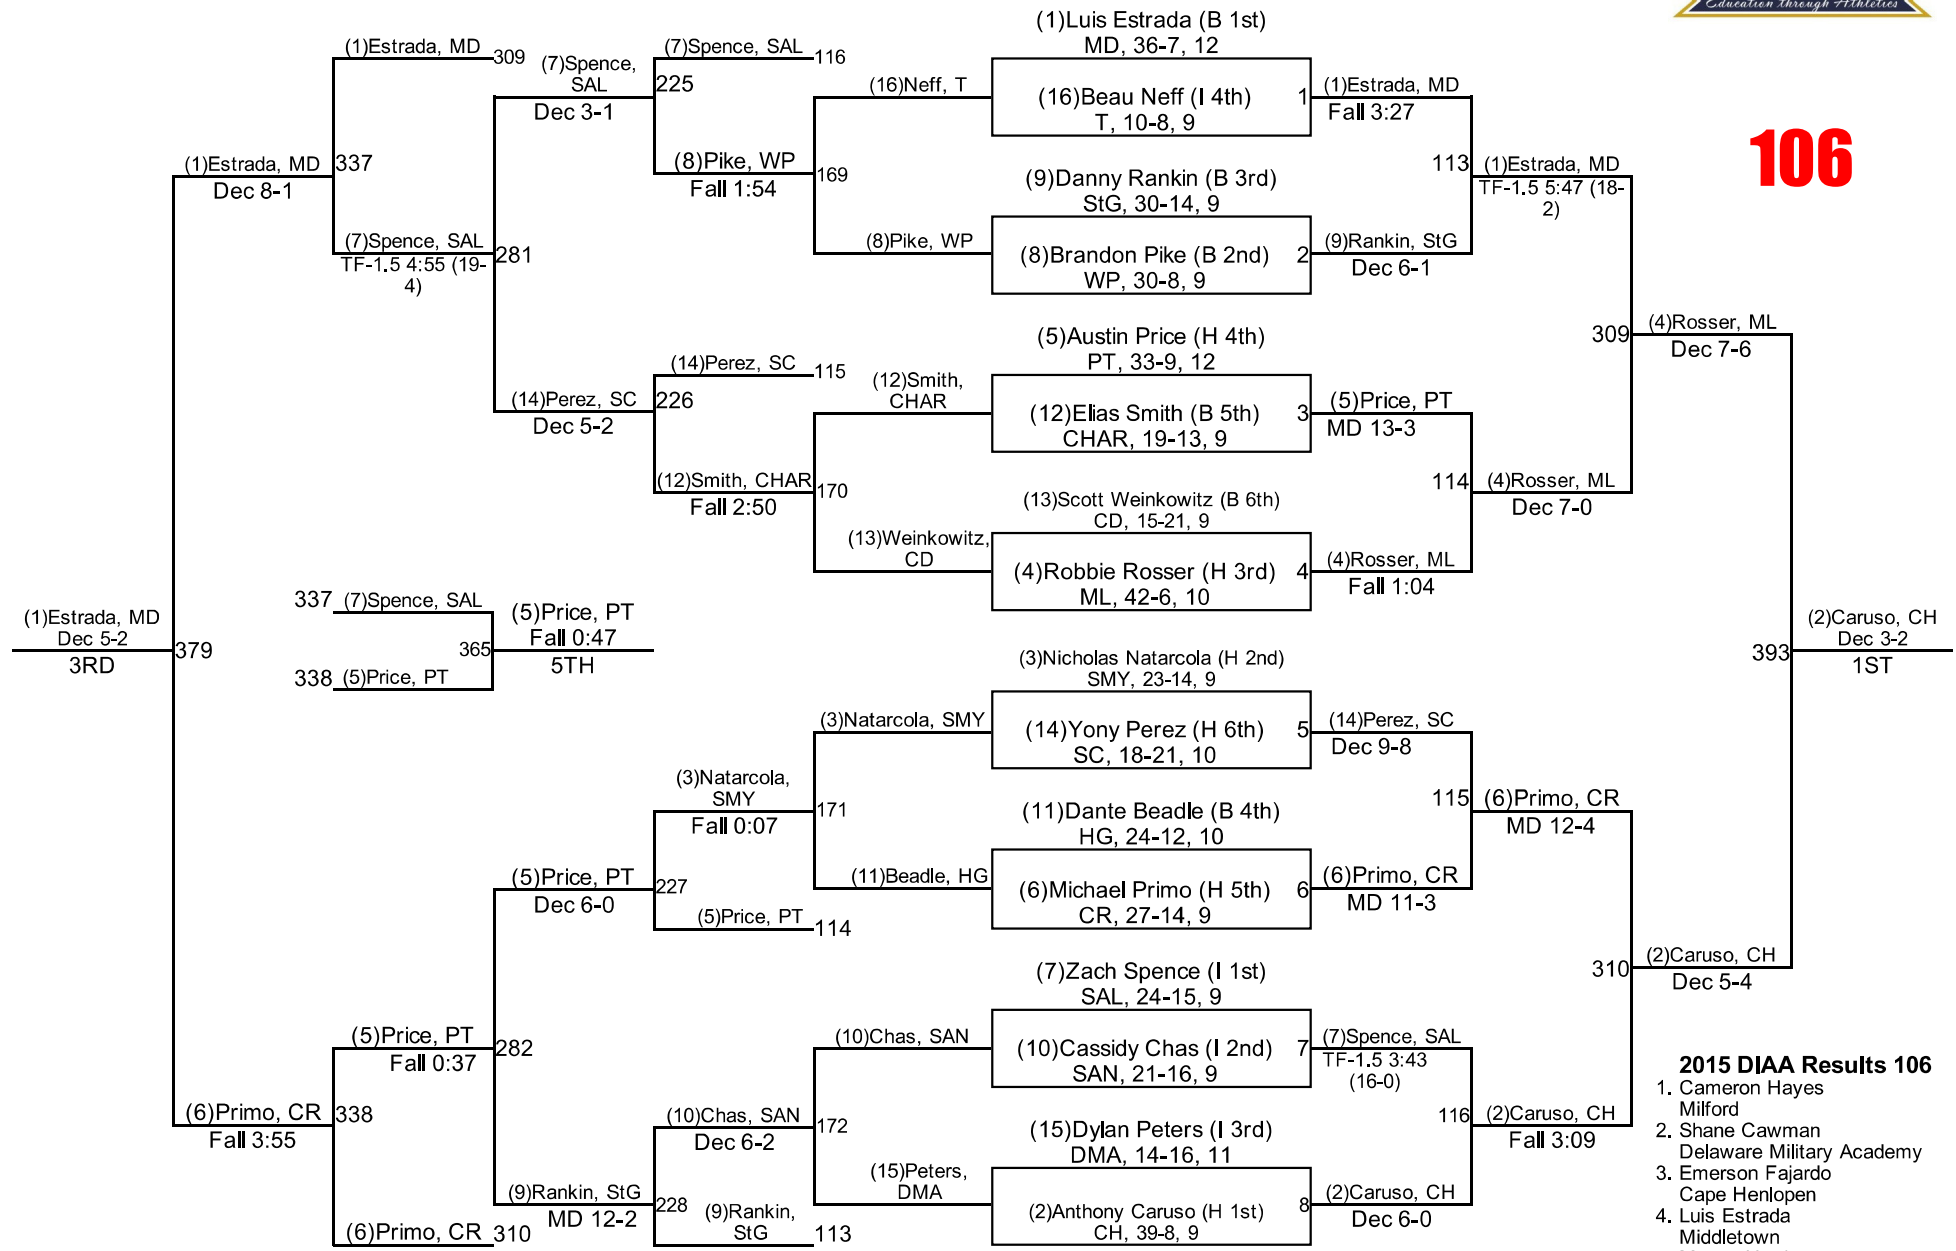 Education through Athletics
106
(1)Estrada, MD
309
(7)Spence,
SAL
Dec 3-1
(7)Spence, SAL
116
225
(8)Pike, WP
Fall 1:54
(16)Neff, T
169
(8)Pike, WP
(1)Estrada, MD
Dec 8-1
337
(7)Spence, SAL
TF-1.5 4:55 (19-
4)
281
(14)Perez, SC
Dec 5-2
(14)Perez, SC
115
226
(12)Smith, CHAR
Fall 2:50
(12)Smith,
CHAR
170
(13)Weinkowitz,
CD
(1)Estrada, MD
Dec 5-2
3RD
379
337
(7)Spence, SAL
365
338
(5)Price, PT
(5)Price, PT
Fall 0:47
5TH
(3)Natarcola, SMY
(3)Natarcola,
SMY
Fall 0:07
171
(11)Beadle, HG
(5)Price, PT
Dec 6-0
227
(5)Price, PT
114
(5)Price, PT
Fall 0:37
282
(6)Primo, CR
Fall 3:55
338
(6)Primo, CR
310
(9)Rankin, StG
MD 12-2
228
(10)Chas, SAN
Dec 6-2
(9)Rankin,
StG
113
(10)Chas, SAN
172
(15)Peters,
DMA
(1)Luis Estrada (B 1st)
MD, 36-7, 12
(16)Beau Neff (I 4th)
T, 10-8, 9
1
(9)Danny Rankin (B 3rd)
StG, 30-14, 9
(8)Brandon Pike (B 2nd)
WP, 30-8, 9
2
(5)Austin Price (H 4th)
PT, 33-9, 12
(12)Elias Smith (B 5th)
CHAR, 19-13, 9
3
(13)Scott Weinkowitz (B 6th)
CD, 15-21, 9
(4)Robbie Rosser (H 3rd)
ML, 42-6, 10
4
(3)Nicholas Natarcola (H 2nd)
SMY, 23-14, 9
(14)Yony Perez (H 6th)
SC, 18-21, 10
5
(11)Dante Beadle (B 4th)
HG, 24-12, 10
(6)Michael Primo (H 5th)
CR, 27-14, 9
6
(7)Zach Spence (I 1st)
SAL, 24-15, 9
(10)Cassidy Chas (I 2nd)
SAN, 21-16, 9
7
(15)Dylan Peters (I 3rd)
DMA, 14-16, 11
(2)Anthony Caruso (H 1st)
CH, 39-8, 9
8
(1)Estrada, MD
Fall 3:27
113
(9)Rankin, StG
Dec 6-1
(5)Price, PT
MD 13-3
114
(4)Rosser, ML
Fall 1:04
(14)Perez, SC
Dec 9-8
115
(6)Primo, CR
MD 11-3
(7)Spence, SAL
TF-1.5 3:43
(16-0)
116
(2)Caruso, CH
Dec 6-0
(1)Estrada, MD
TF-1.5 5:47 (18-
2)
309
(4)Rosser, ML
Dec 7-0
(6)Primo, CR
MD 12-4
310
(2)Caruso, CH
Fall 3:09
(4)Rosser, ML
Dec 7-6
393
(2)Caruso, CH
Dec 5-4
(2)Caruso, CH
Dec 3-2
1ST
2015 DIAA Results 106
1. Cameron Hayes
Milford
2. Shane Cawman
Delaware Military Academy
3. Emerson Fajardo
Cape Henlopen
4. Luis Estrada
Middletown